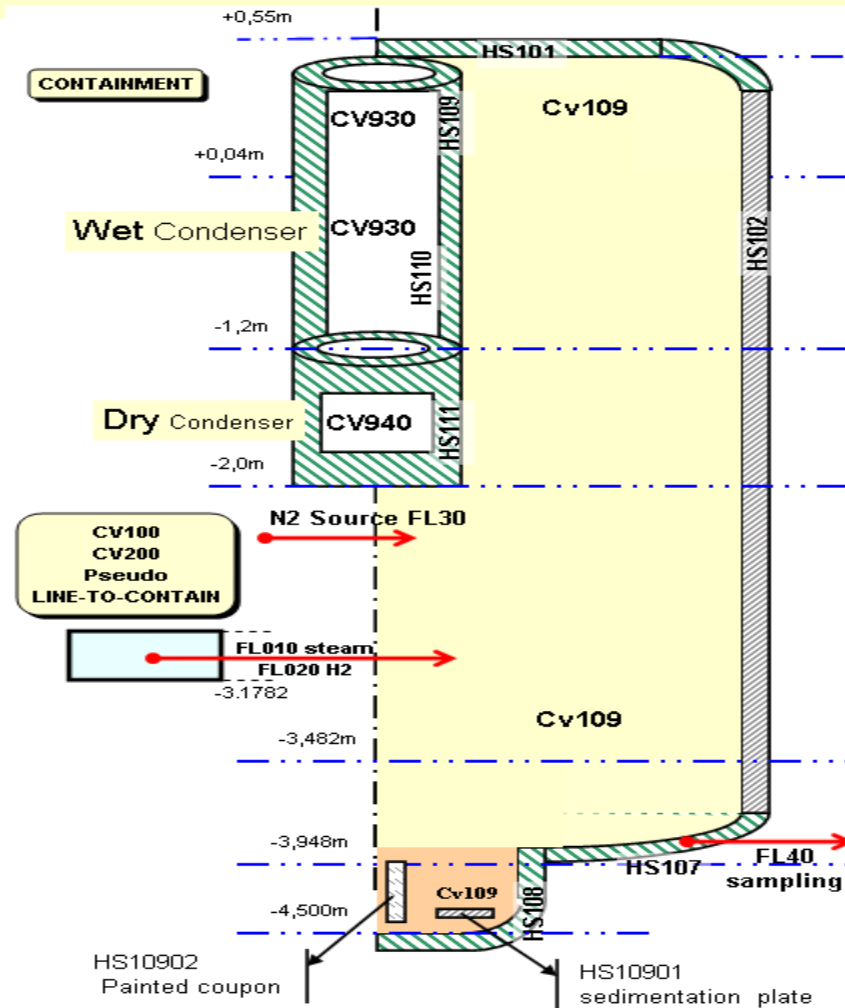 +0,55m
HS101
CONTAINMENT
Cv109
CV930
HS109
+0,04m
Wet Condenser
CV930
HS110
HS102
-1,2m
Dry Condenser
CV940
HS111
-2,0m
N2 Source FL30
CV100
CV200
Pseudo
LINE-TO-CONTAIN
FL010 steam
FL020 H2
-3.1782
Cv109
-3,482m
-3,948m
HS107
FL40
sampling
Cv109
HS108
-4,500m
HS10902
Painted coupon
HS10901
sedimentation plate